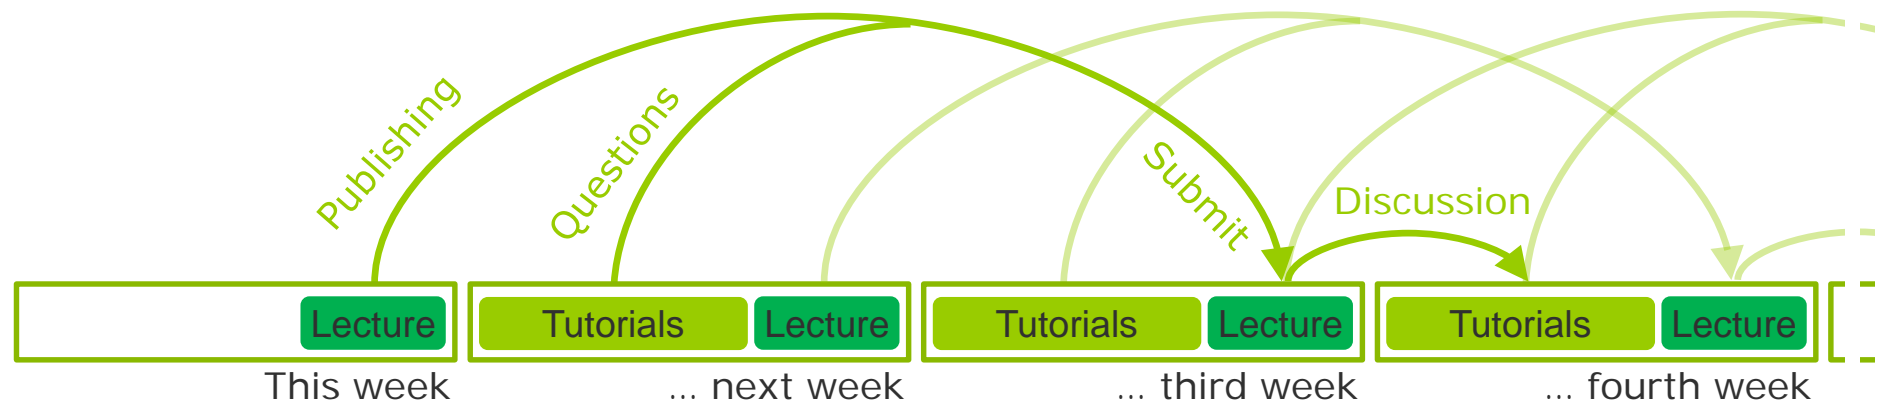 Publishing
Questions
Submit
Discussion
Lecture
Tutorials
Lecture
Tutorials
Lecture
Tutorials
Lecture
This week
... next week
... third week
... fourth week